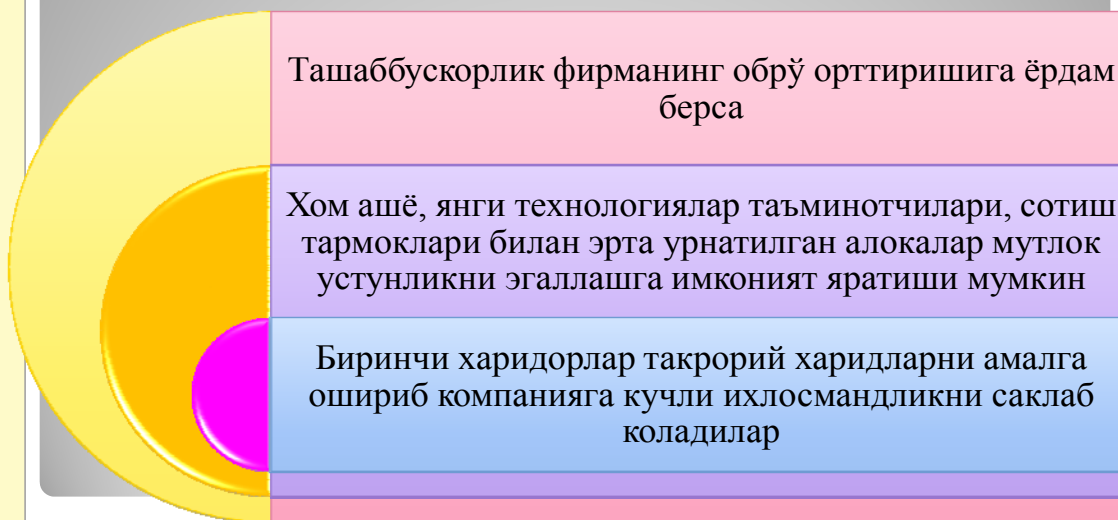 Ташаббускорлик фирманинг обрў орттиришига ёрдам
берса
Хом ашё, янги технологиялар таъминотчилари, сотиш
тармоклари билан эрта урнатилган алокалар мутлок
устунликни эгаллашга имконият яратиши мумкин
Биринчи харидорлар такрорий харидларни амалга
ошириб компанияга кучли ихлосмандликни саклаб
коладилар